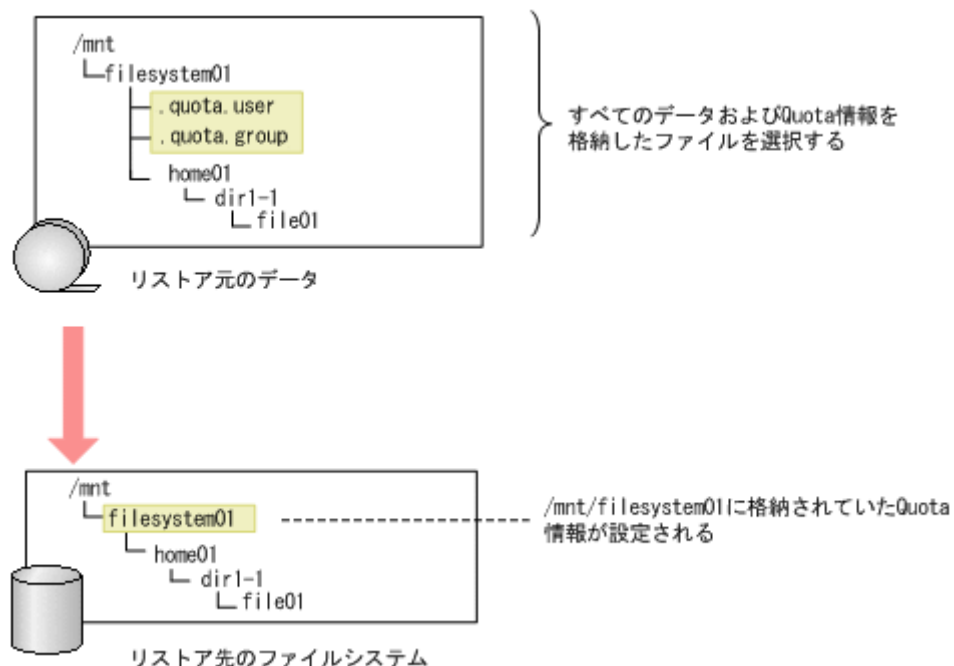 /mnt
filesystem01
.quota.user
.quota.group
home01
dir1-1
file01
すべてのデータおよびQuota情報を
格納したファイルを選択する
リストア元のデータ
/mnt
filesystem01
home01
dir1-1
file01
/mnt/filesystem01に格納されていたQuota
情報が設定される
リストア先のファイルシステム